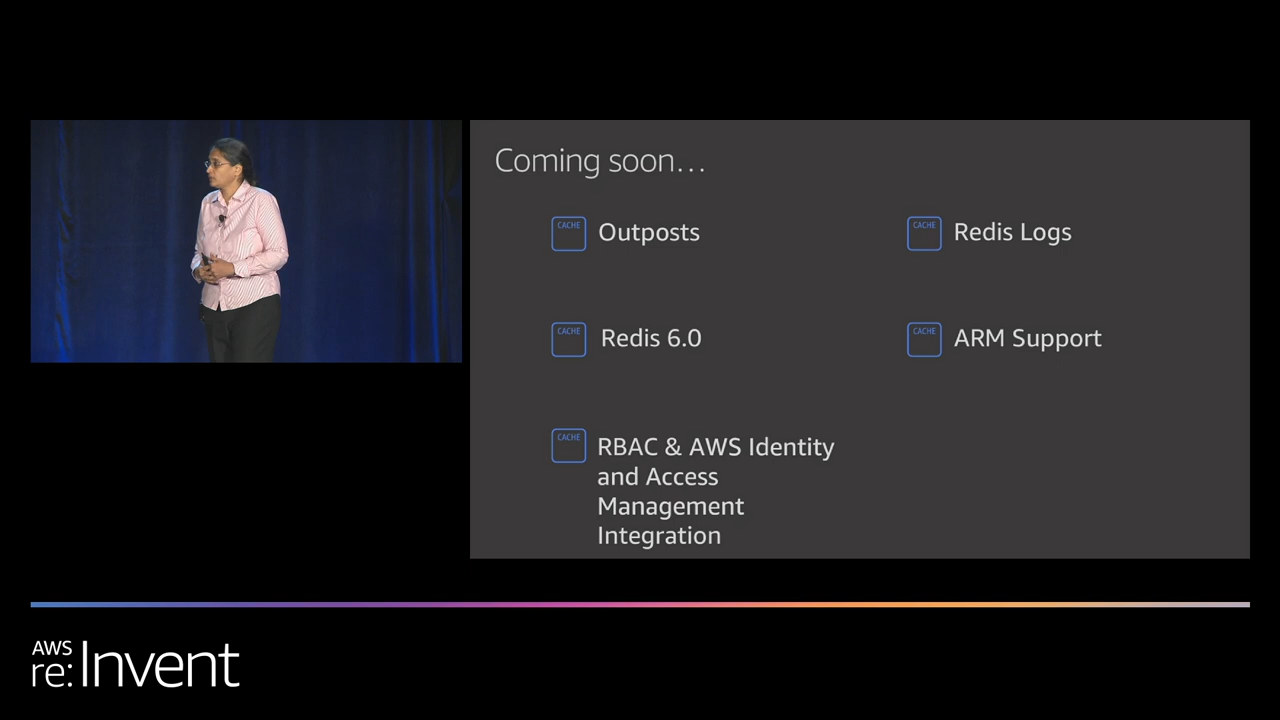 Coming soon...
CACHE
Outposts
CACHE
Redis Logs
CACHE
Redis 6.0
CACHE
ARM Support
CACHE
RBAC & AWS Identity
and Access
Management
Integration
AWS
re:Invent